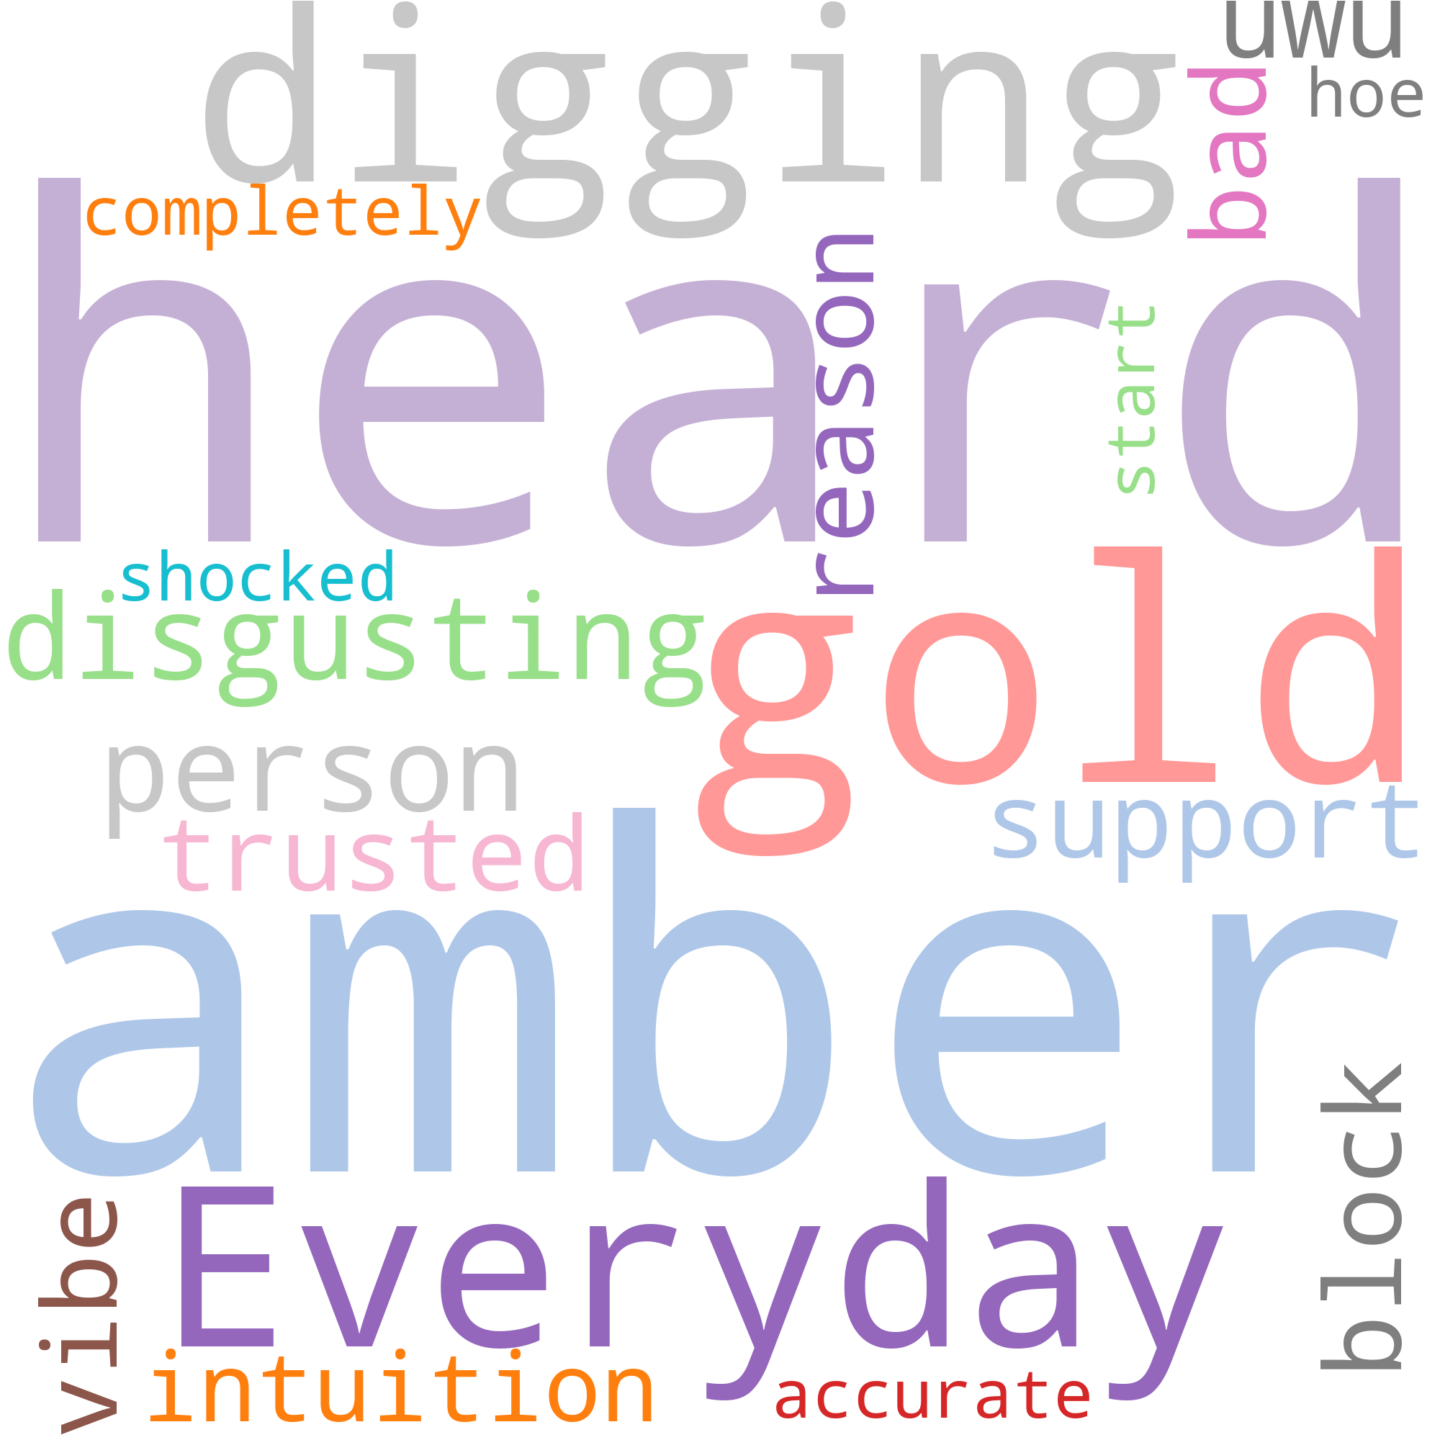 digging
uwu
hoe
bad
completely
heard
reason
start
shocked
disgusting
gold
person
support
trusted
amber
block
Everyday
vibe
intuition
accurate